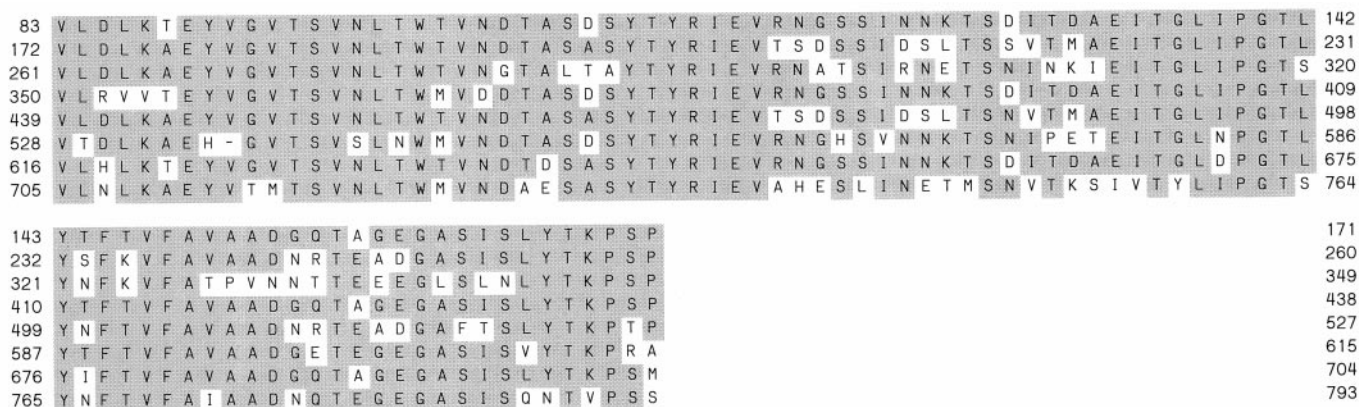 83 V L D L K T E Y V G V T S V N L T W T V N D T A S D S Y T Y R I E V R N G S S I N N K T S D I T D A E I T G L I P G T L 142
172 V L D L K A E Y V G V T S V N L T W T V N D T A S A S Y T Y R I E V T S D S S I D S L T S S V T M A E I T G L I P G T L 231
261 V L D L K A E Y V G V T S V N L T W T V N G T A L T A Y T Y R I E V R N A T S I R N E T S N I N K I E I T G L I P G T S 320
350 V L R V V T E Y V G V T S V N L T W M V D D T A S D S Y T Y R I E V R N G S S I N N K T S D I T D A E I T G L I P G T L 409
439 V L D L K A E Y V G V T S V N L T W T V N D T A S A S Y T Y R I E V T S D S S I D S L T S N V T M A E I T G L I P G T L 498
528 V T D L K A E H - G V T S V S L N W M V N D T A S D S Y T Y R I E V R N G H S V N N K T S N I P E T E I T G L N P G T L 586
616 V L H L K T E Y V G V T S V N L T W T V N D T D S A S Y T Y R I E V R N G S S I N N K T S D I T D A E I T G L D P G T L 675
705 V L N L K A E Y V T M T S V N L T W M V N D A E S A S Y T Y R I E V A H E S L I N E T M S N V T K S I V T Y L I P G T S 764
143 Y T F T V F A V A A D G Q T A G E G A S I S L Y T K P S P 171
232 Y S F K V F A V A A D N R T E A D G A S I S L Y T K P S P 260
321 Y N F K V F A T P V N N T T E E E G L S L N L Y T K P S P 349
410 Y T F T V F A V A A D G Q T A G E G A S I S L Y T K P S P 438
499 Y N F T V F A V A A D N R T E A D G A F T S L Y T K P T P 527
587 Y T F T V F A V A A D G E T E G E G A S I S V Y T K P R A 615
676 Y I F T V F A V A A D G Q T A G E G A S I S L Y T K P S M 704
765 Y N F T V F A I A A D N Q T E G E G A S I S Q N T V P S S 793